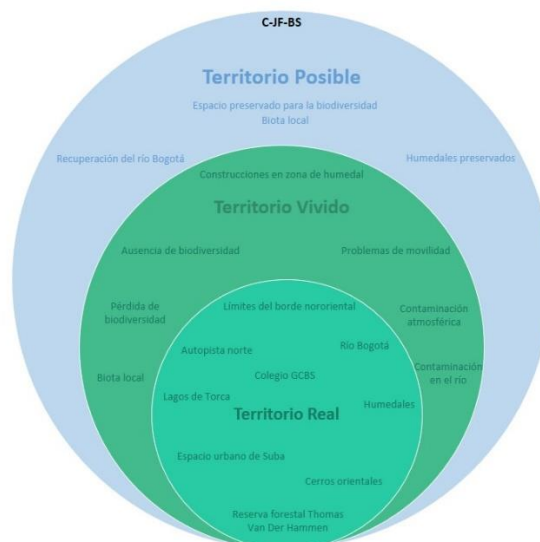 C-JF-BS
Territorio Posible
Espacio preservado para la biodiversidad
Biota local
Recuperación del río Bogotá
Humedales preservados
Construcciones en zona de humedal
Territorio Vivido
Ausencia de biodiversidad
Problemas de movilidad
Pérdida de
biodiversidad
Límites del borde nororiental
Contaminación
atmosférica
Autopista norte
Río Bogotá
Biota local
Colegio GCBS
Contaminación
en el río
Lagos de Torca
Humedales
Territorio Real
Espacio urbano de Suba
Cerros orientales
Reserva forestal Thomas
Van Der Hammen